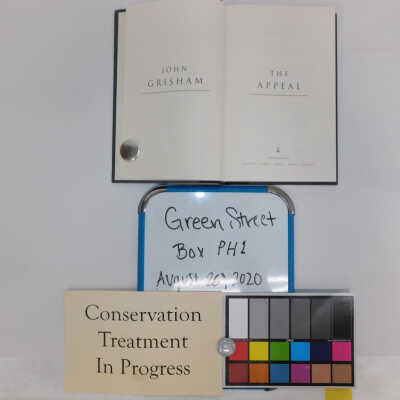 JOHN
GRISHAM
THE
APPEAL
Green Street
Box PH1
August 20, 2020
Conservation
Treatment
In Progress